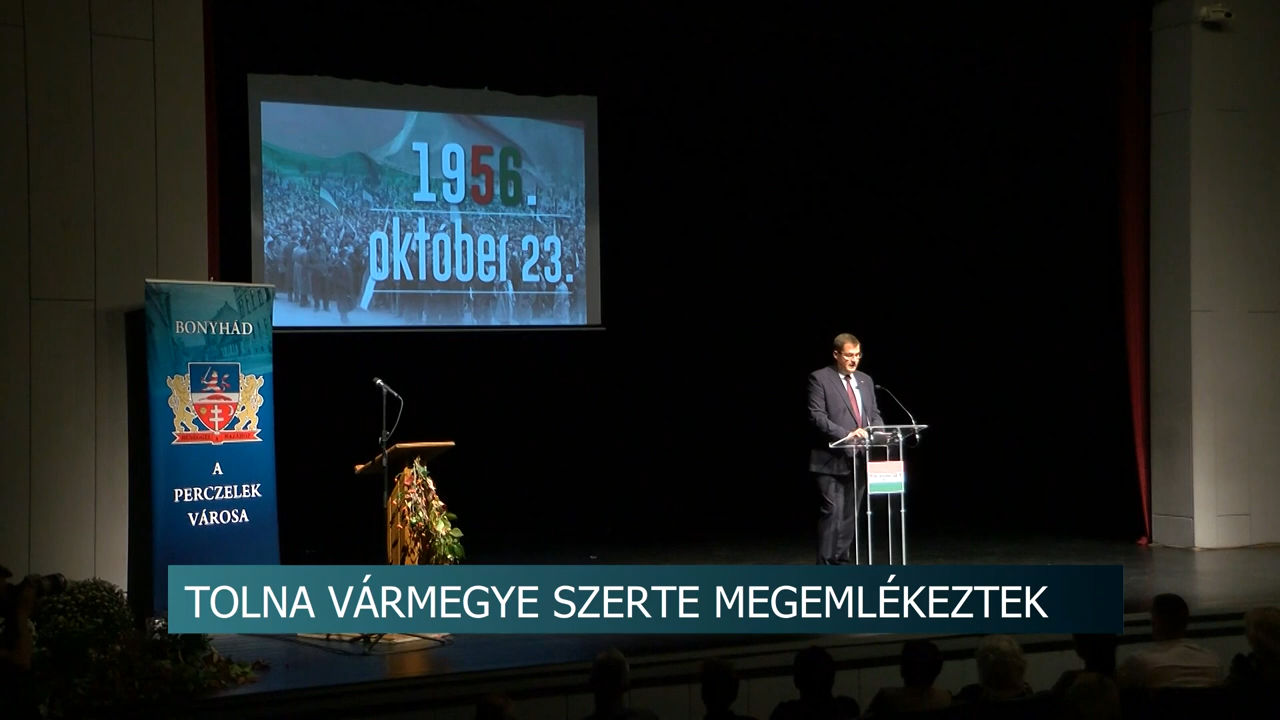 1956.
október 23.
BONYHÁD
A
PERCZELEK
VÁROSA
TOLNA VÁRMEGYE SZERTE MEGEMLÉKEZTEK